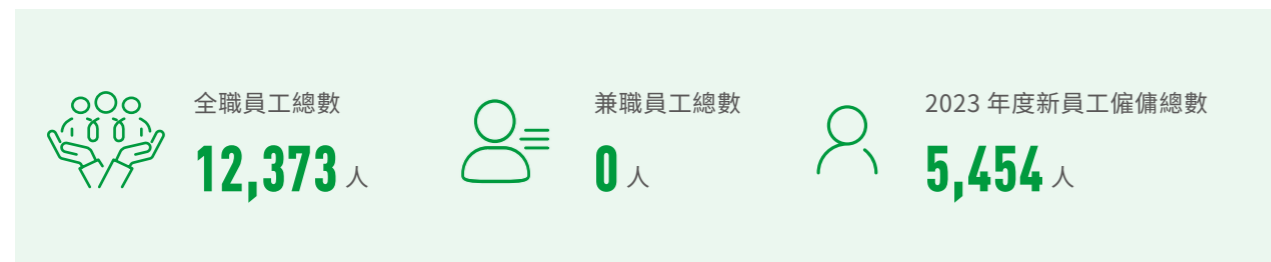 全職員工總數
12,373 人
兼職員工總數
0 人
2023 年度新員工僱傭總數
5,454 人